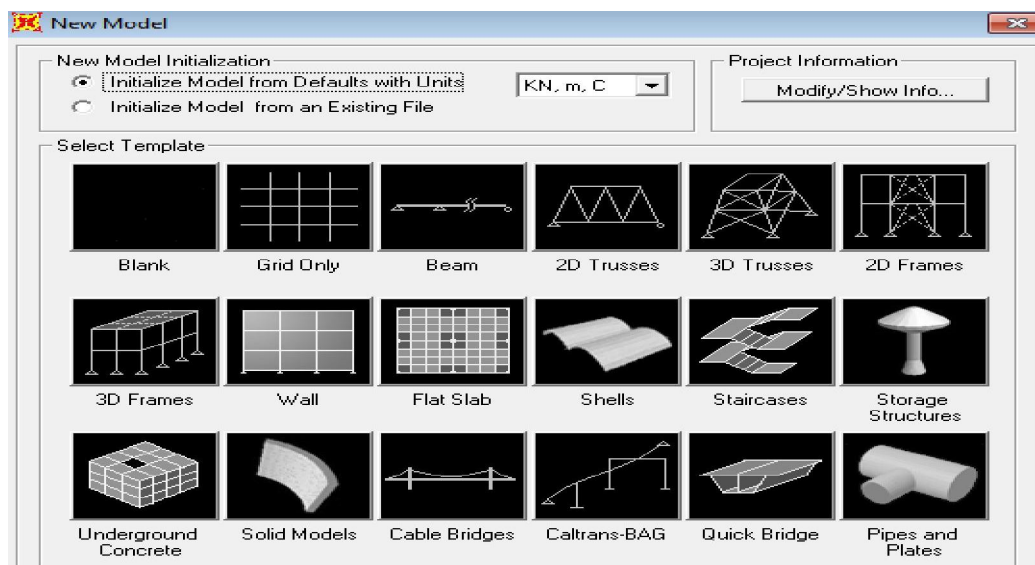 New Model
New Model Initialization
Initialize Model from Defaults with Units
KN, m, C
Initialize Model from an Existing File
Project Information
Modify/Show Info...
Select Template
Blank
Grid Only
Beam
2D Trusses
3D Trusses
2D Frames
3D Frames
Wall
Flat Slab
Shells
Staircases
Storage
Structures
Underground
Concrete
Solid Models
Cable Bridges
Caltrans-BAG
Quick Bridge
Pipes and
Plates